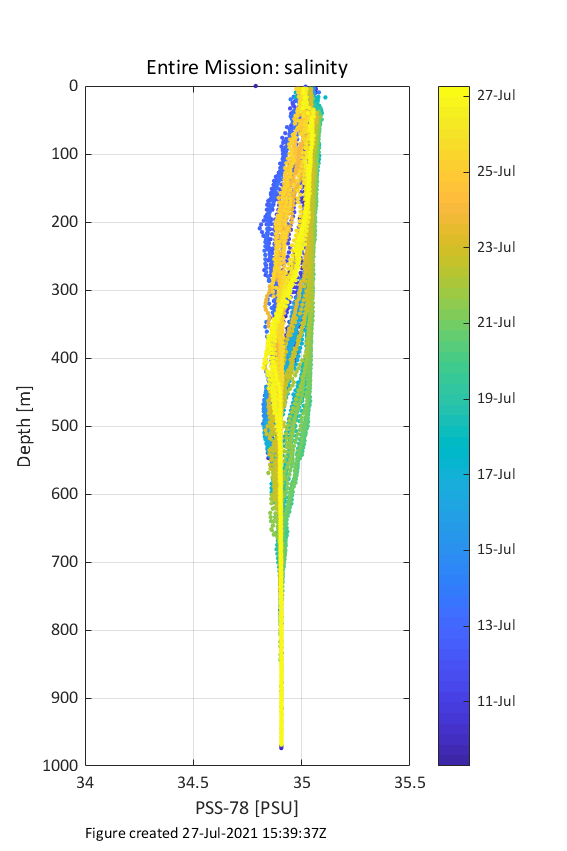 Entire Mission: salinity
0
100
200
300
400
500
600
700
800
900
1000
Depth [m]
34
34.5
35
35.5
PSS-78 [PSU]
27-Jul
25-Jul
23-Jul
21-Jul
19-Jul
17-Jul
15-Jul
13-Jul
11-Jul
Figure created 27-Jul-2021 15:39:37Z